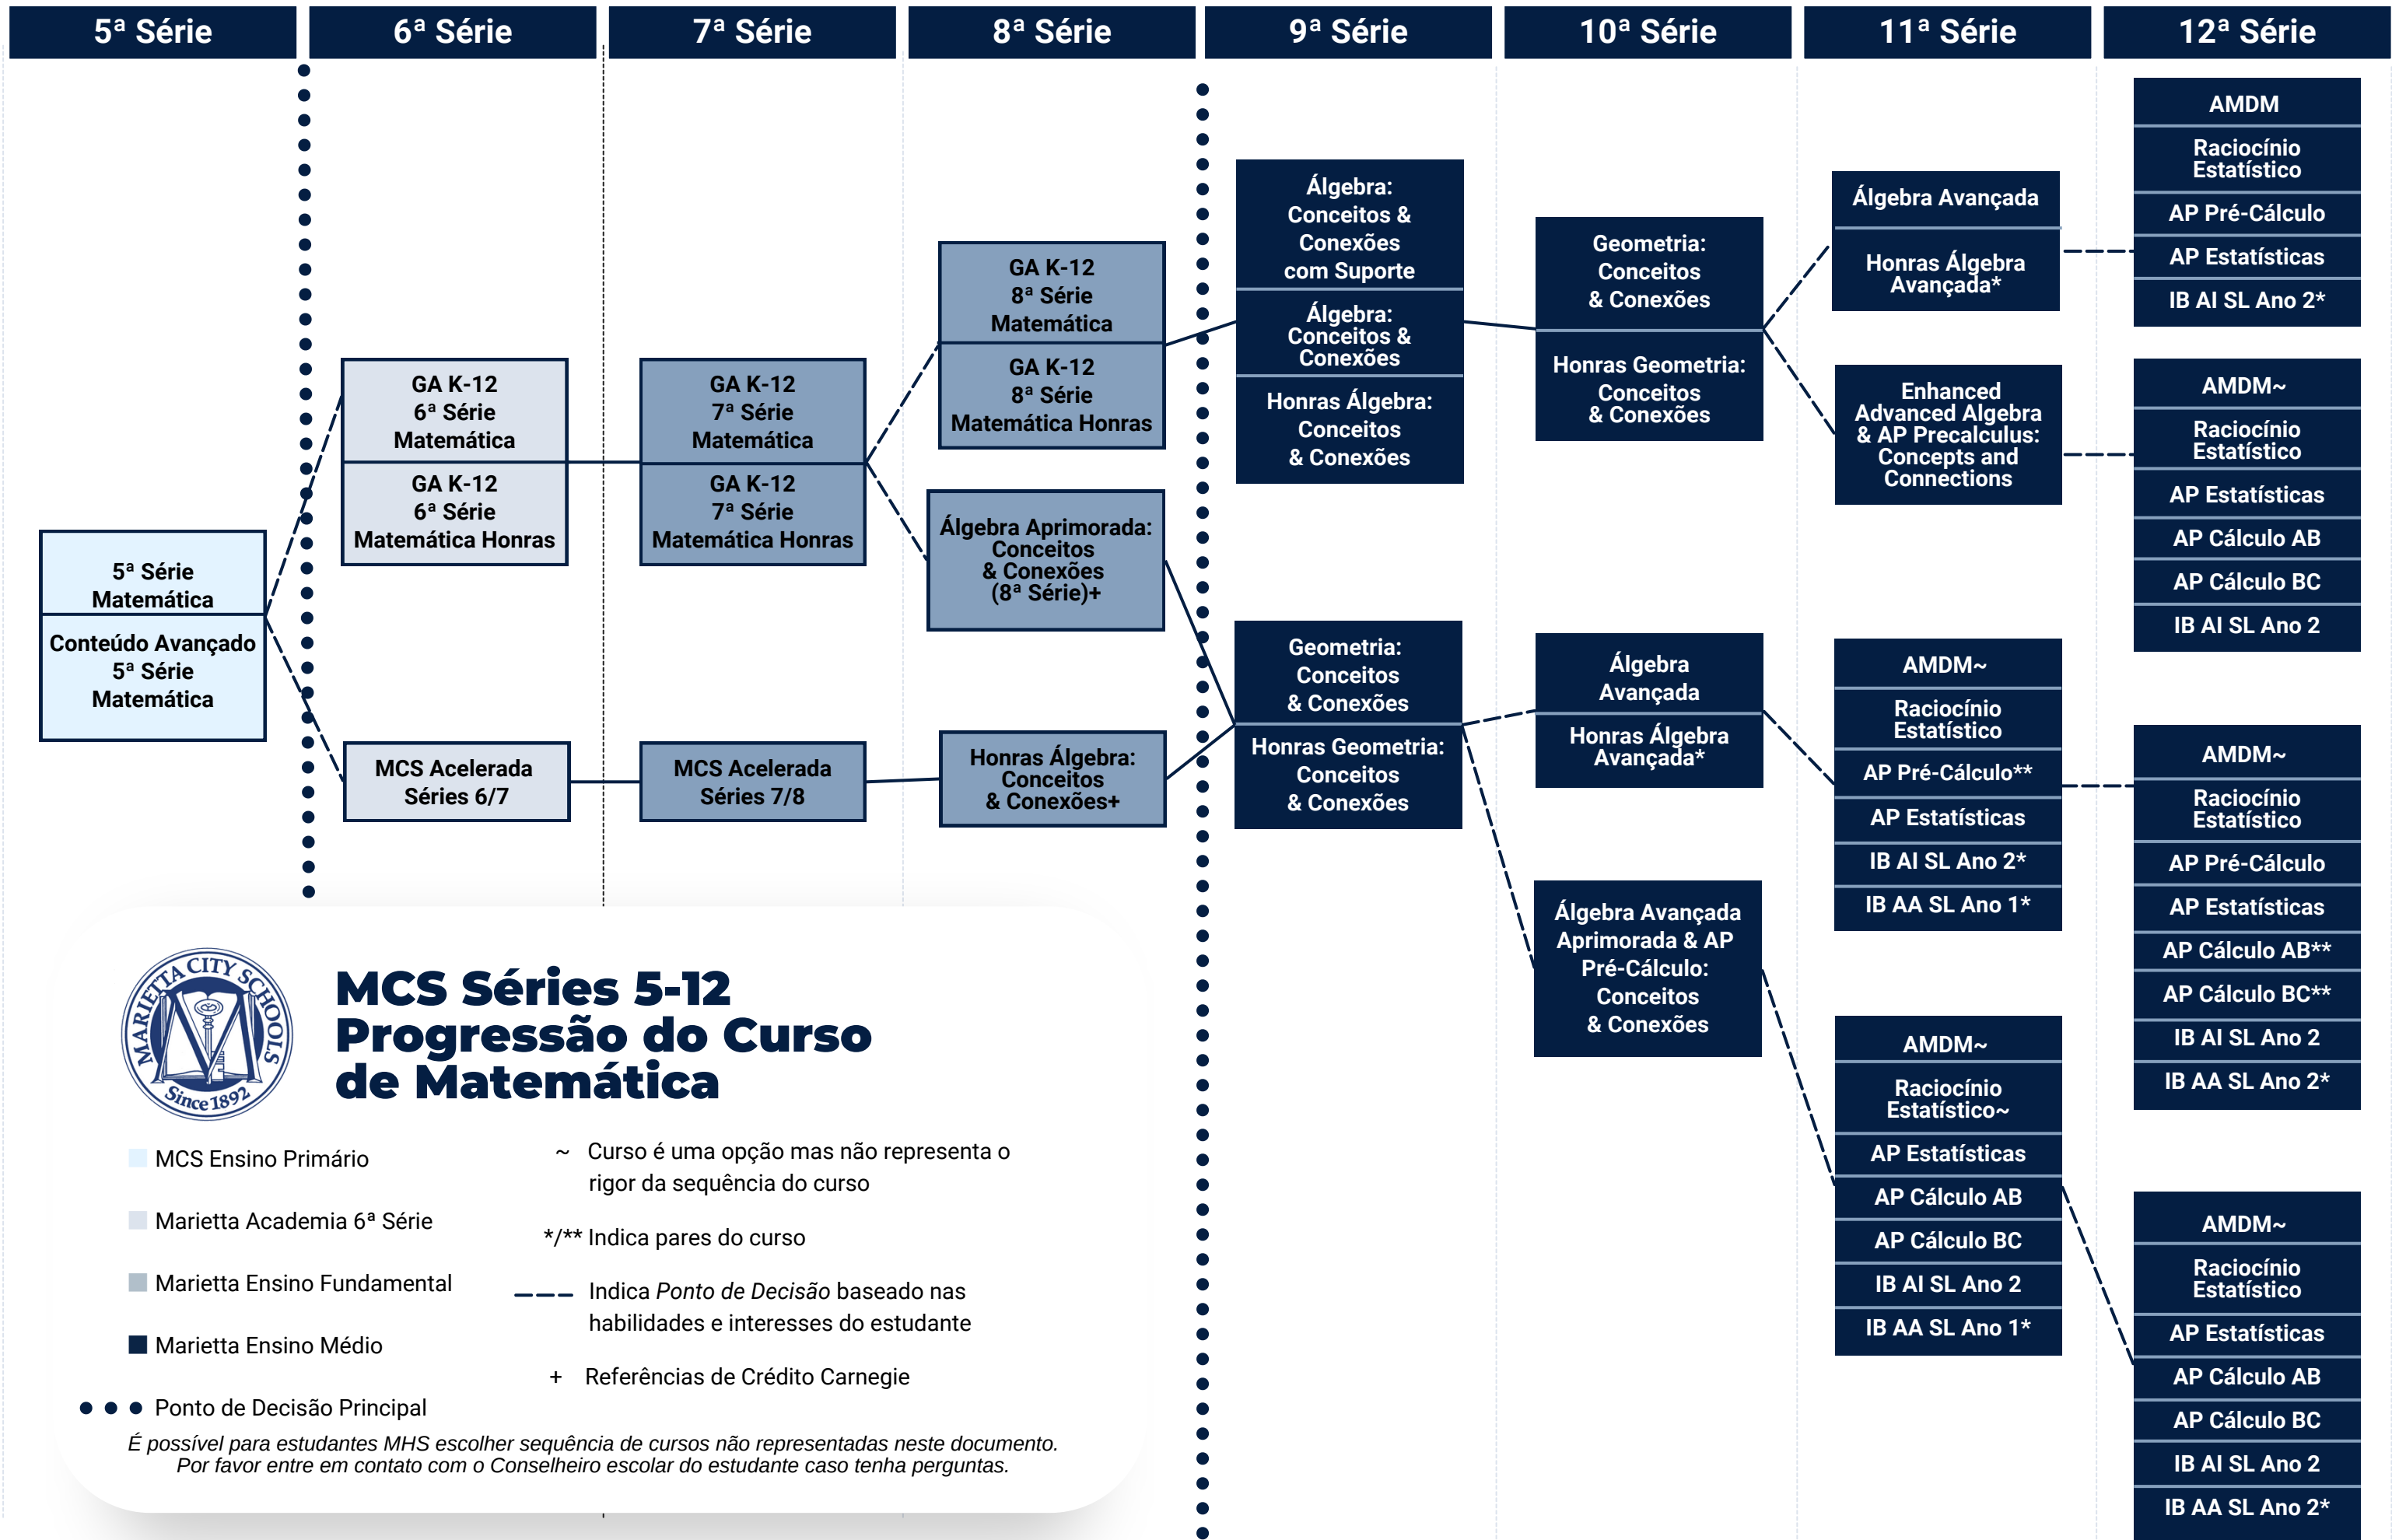 5ª Série
6ª Série
7ª Série
8ª Série
9ª Série
10ª Série
11ª Série
12ª Série
5ª Série
Matemática
Conteúdo Avançado
5ª Série
Matemática
GA K-12
6ª Série
Matemática
GA K-12
6ª Série
Matemática Honras
MCS Acelerada
Séries 6/7
GA K-12
7ª Série
Matemática
GA K-12
7ª Série
Matemática Honras
MCS Acelerada
Séries 7/8
GA K-12
8ª Série
Matemática
GA K-12
8ª Série
Matemática Honras
Álgebra Aprimorada:
Conceitos
& Conexões
(8ª Série)+
Honras Álgebra:
Conceitos
& Conexões+
Álgebra:
Conceitos &
Conexões
com Suporte
Álgebra:
Conceitos &
Conexões
Honras Álgebra:
Conceitos
& Conexões
Geometria:
Conceitos
& Conexões
Honras Geometria:
Conceitos
& Conexões
Geometria:
Conceitos
& Conexões
Honras Geometria:
Conceitos
& Conexões
Álgebra
Avançada
Honras Álgebra
Avançada*
Álgebra Avançada
Aprimorada & AP
Pré-Cálculo:
Conceitos
& Conexões
Álgebra Avançada
Honras Álgebra
Avançada*
Enhanced
Advanced Algebra
& AP Precalculus:
Concepts and
Connections
AMDM~
Raciocínio
Estatístico
AP Pré-Cálculo**
AP Estatísticas
IB AI SL Ano 2*
IB AA SL Ano 1*
AMDM~
Raciocínio
Estatístico~
AP Estatísticas
AP Cálculo AB
AP Cálculo BC
IB AI SL Ano 2
IB AA SL Ano 1*
AMDM
Raciocínio
Estatístico
AP Pré-Cálculo
AP Estatísticas
IB AI SL Ano 2*
AMDM~
Raciocínio
Estatístico
AP Estatísticas
AP Cálculo AB
AP Cálculo BC
IB AI SL Ano 2
AMDM~
Raciocínio
Estatístico
AP Pré-Cálculo
AP Estatísticas
AP Cálculo AB**
AP Cálculo BC**
IB AI SL Ano 2
IB AA SL Ano 2*
AMDM~
Raciocínio
Estatístico
AP Estatísticas
AP Cálculo AB
AP Cálculo BC
IB AI SL Ano 2
IB AA SL Ano 2*
MARIETTA CITY SCHOOLS
Since 1892
MCS Séries 5-12
Progressão do Curso
de Matemática
MCS Ensino Primário
Marietta Academia 6ª Série
Marietta Ensino Fundamental
Marietta Ensino Médio
Ponto de Decisão Principal
~ Curso é uma opção mas não representa o
rigor da sequência do curso
*/** Indica pares do curso
Indica Ponto de Decisão baseado nas
habilidades e interesses do estudante
+ Referências de Crédito Carnegie
É possível para estudantes MHS escolher sequência de cursos não representadas neste documento.
Por favor entre em contato com o Conselheiro escolar do estudante caso tenha perguntas.